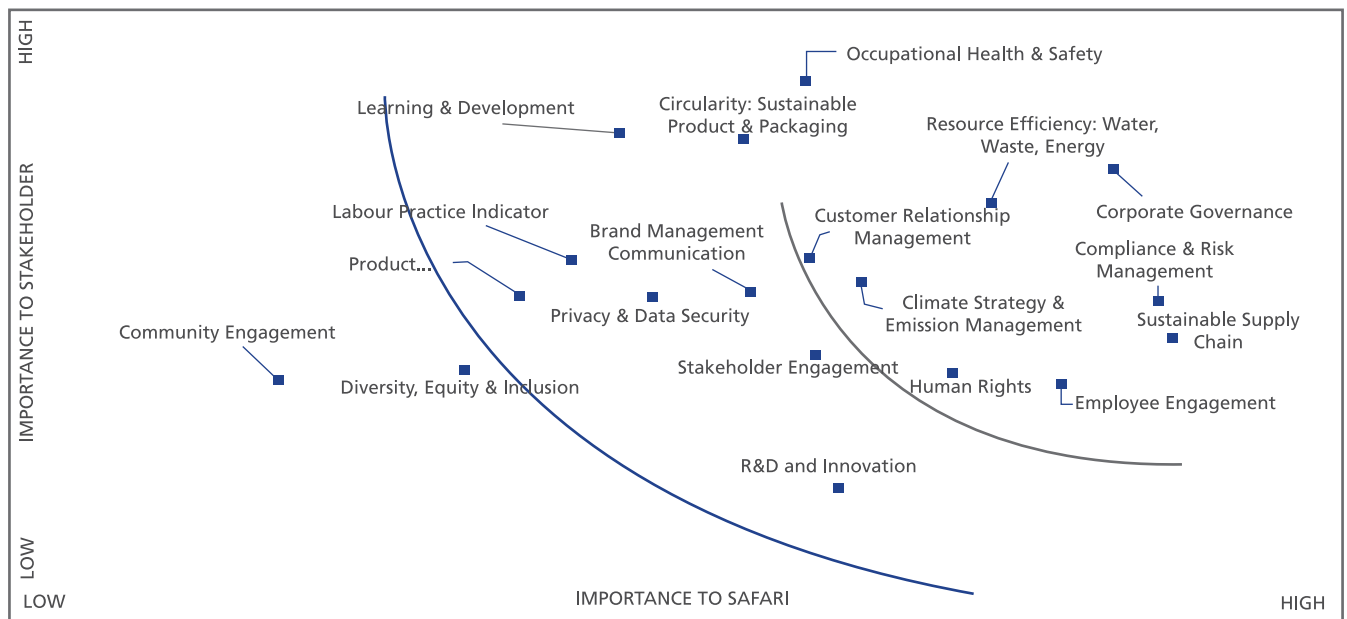 HIGH
Occupational Health & Safety
Learning & Development
Circularity: Sustainable
Product & Packaging
Resource Efficiency: Water,
Waste, Energy
Labour Practice Indicator
Brand Management
Communication
Customer Relationship
Management
Corporate Governance
Compliance & Risk
Management
Product...
Privacy & Data Security
Climate Strategy &
Emission Management
Sustainable Supply
Chain
Community Engagement
Diversity, Equity & Inclusion
Stakeholder Engagement
Human Rights
Employee Engagement
R&D and Innovation
IMPORTANCE TO STAKEHOLDER
LOW
LOW
IMPORTANCE TO SAFARI
HIGH